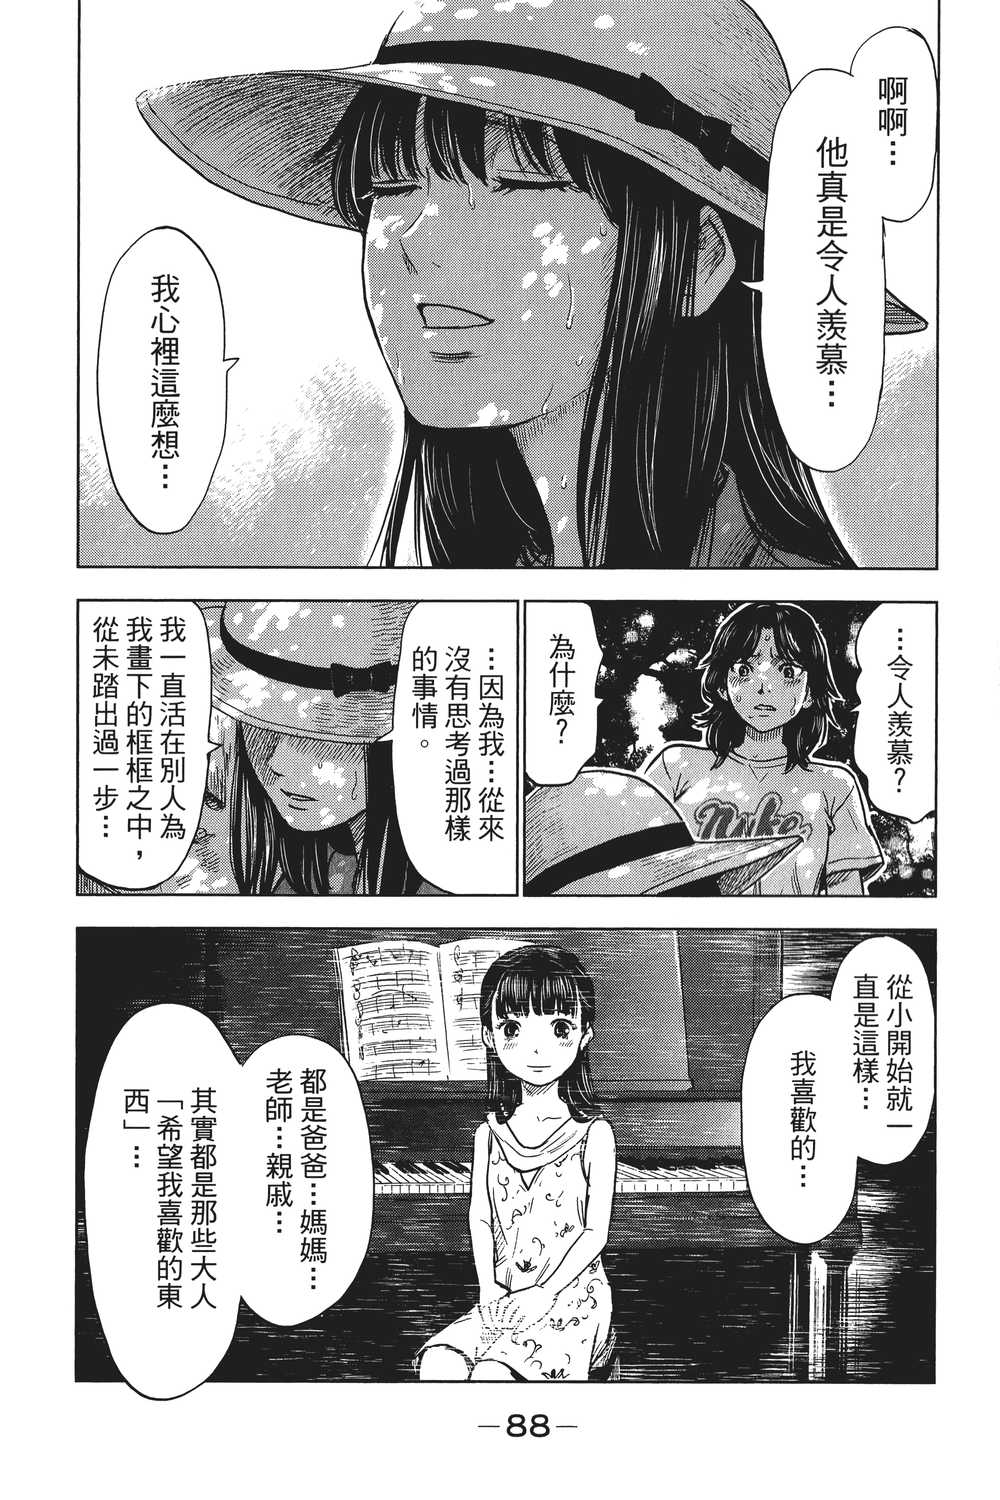 啊啊…
他真是令人羨慕…
我心裡這麼想…
…令人羨慕？
為什麼？
Nuke
…因為我…從來
沒有思考過那樣
的事情。
我一直活在別人為
我畫下的框框之中，
從未踏出過一步…
從小開始就一
直是這樣…
我喜歡的…
都是爸爸…媽媽…
老師…親戚…
其實都是那些大人
「希望我喜歡的東
西」…
—88—